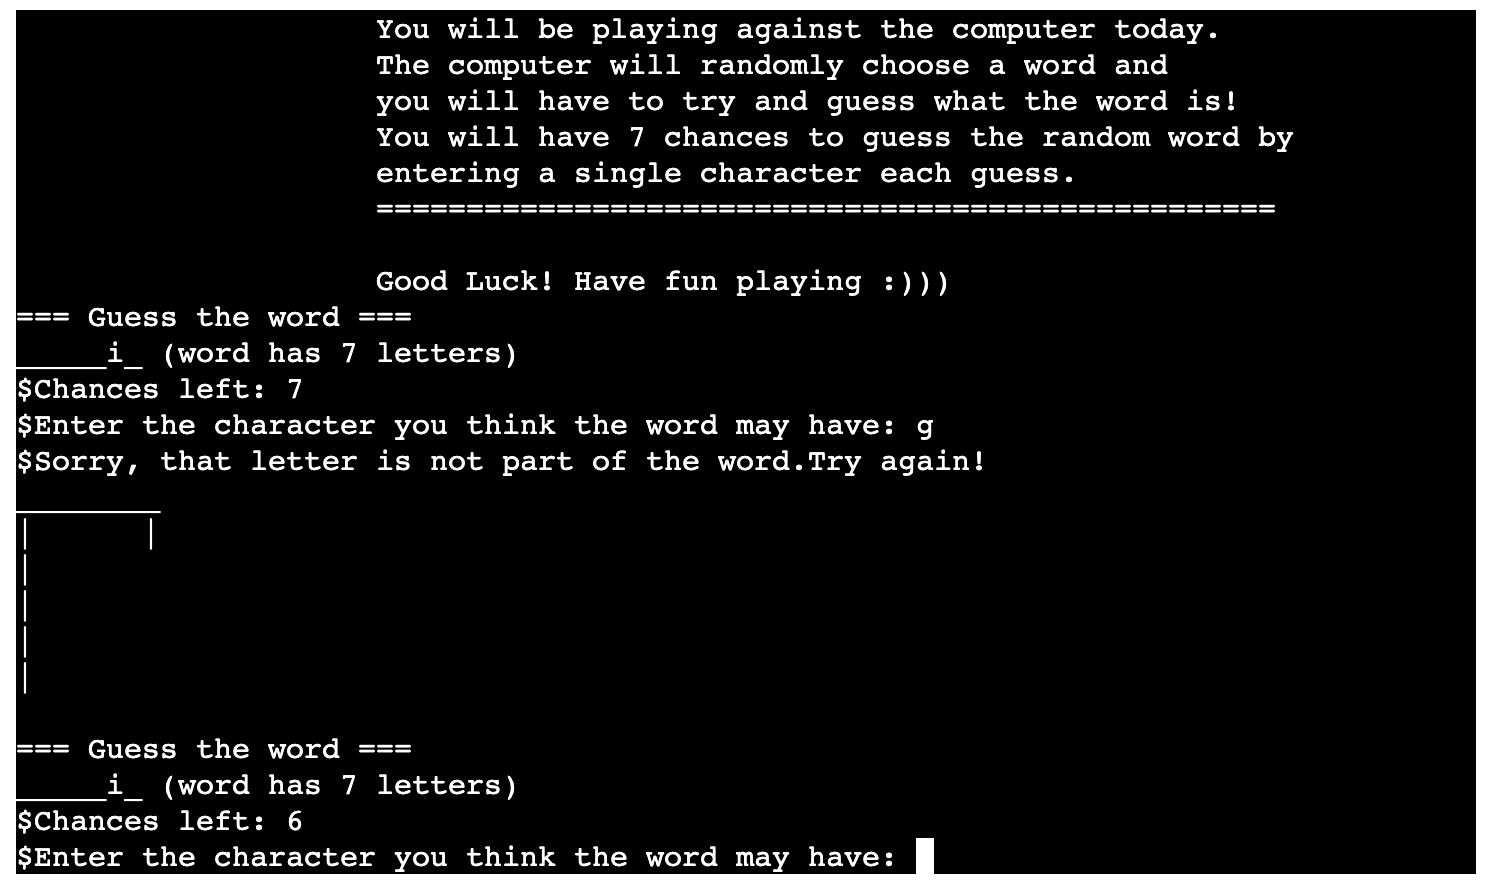 You will be playing against the computer today.
The computer will randomly choose a word and
you will have to try and guess what the word is!
You will have 7 chances to guess the random word by
entering a single character each guess.
==================================================
Good Luck! Have fun playing :)))
=== Guess the word ===
_____i_ (word has 7 letters)
$Chances left: 7
$Enter the character you think the word may have: g
$Sorry, that letter is not part of the word.Try again!
________
|      |
|
|
|
|
=== Guess the word ===
_____i_ (word has 7 letters)
$Chances left: 6
$Enter the character you think the word may have: